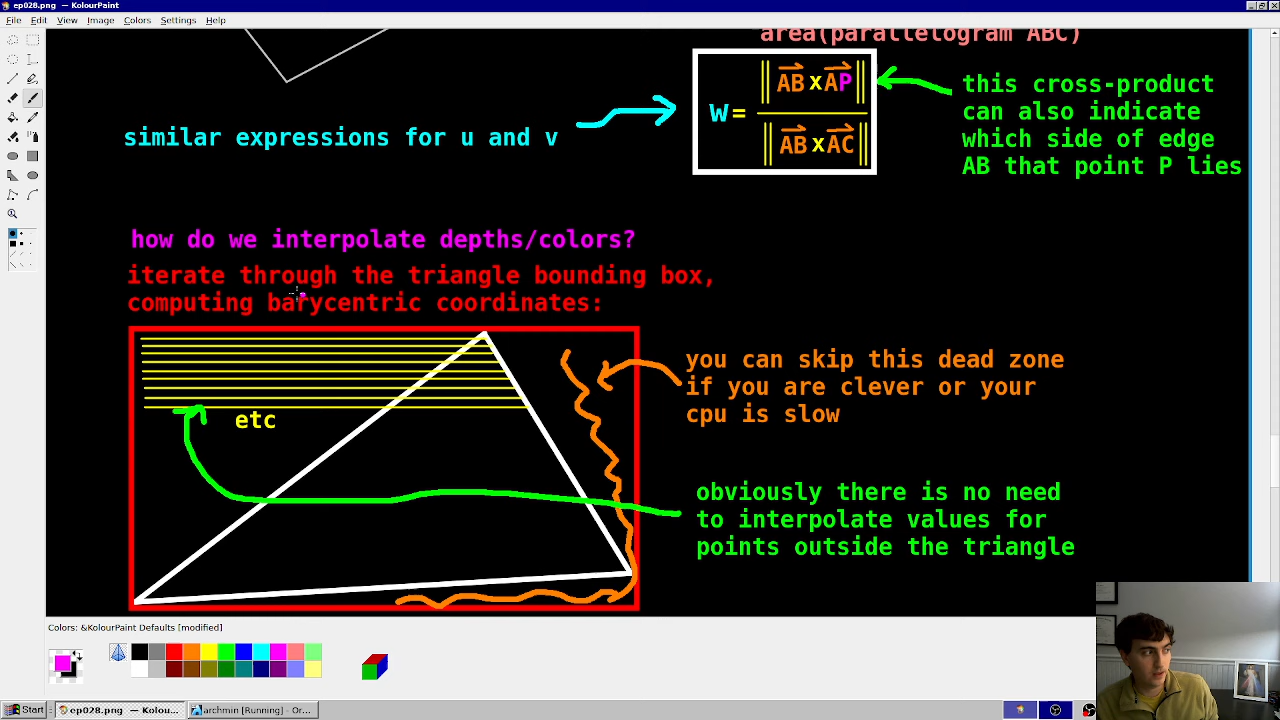 ep028.png — KolourPaint
File Edit View Image Colors Settings Help
area(parallelogram ABC)
similar expressions for u and v
W = ‖AB x AP‖
‖AB x AC‖
this cross-product
can also indicate
which side of edge
AB that point P lies
how do we interpolate depths/colors?
iterate through the triangle bounding box,
computing barycentric coordinates:
etc
you can skip this dead zone
if you are clever or your
cpu is slow
obviously there is no need
to interpolate values for
points outside the triangle
Colors: &KolourPaint Defaults [modified]
Start
ep028.png — Kolou...
archmin [Running] - Or...